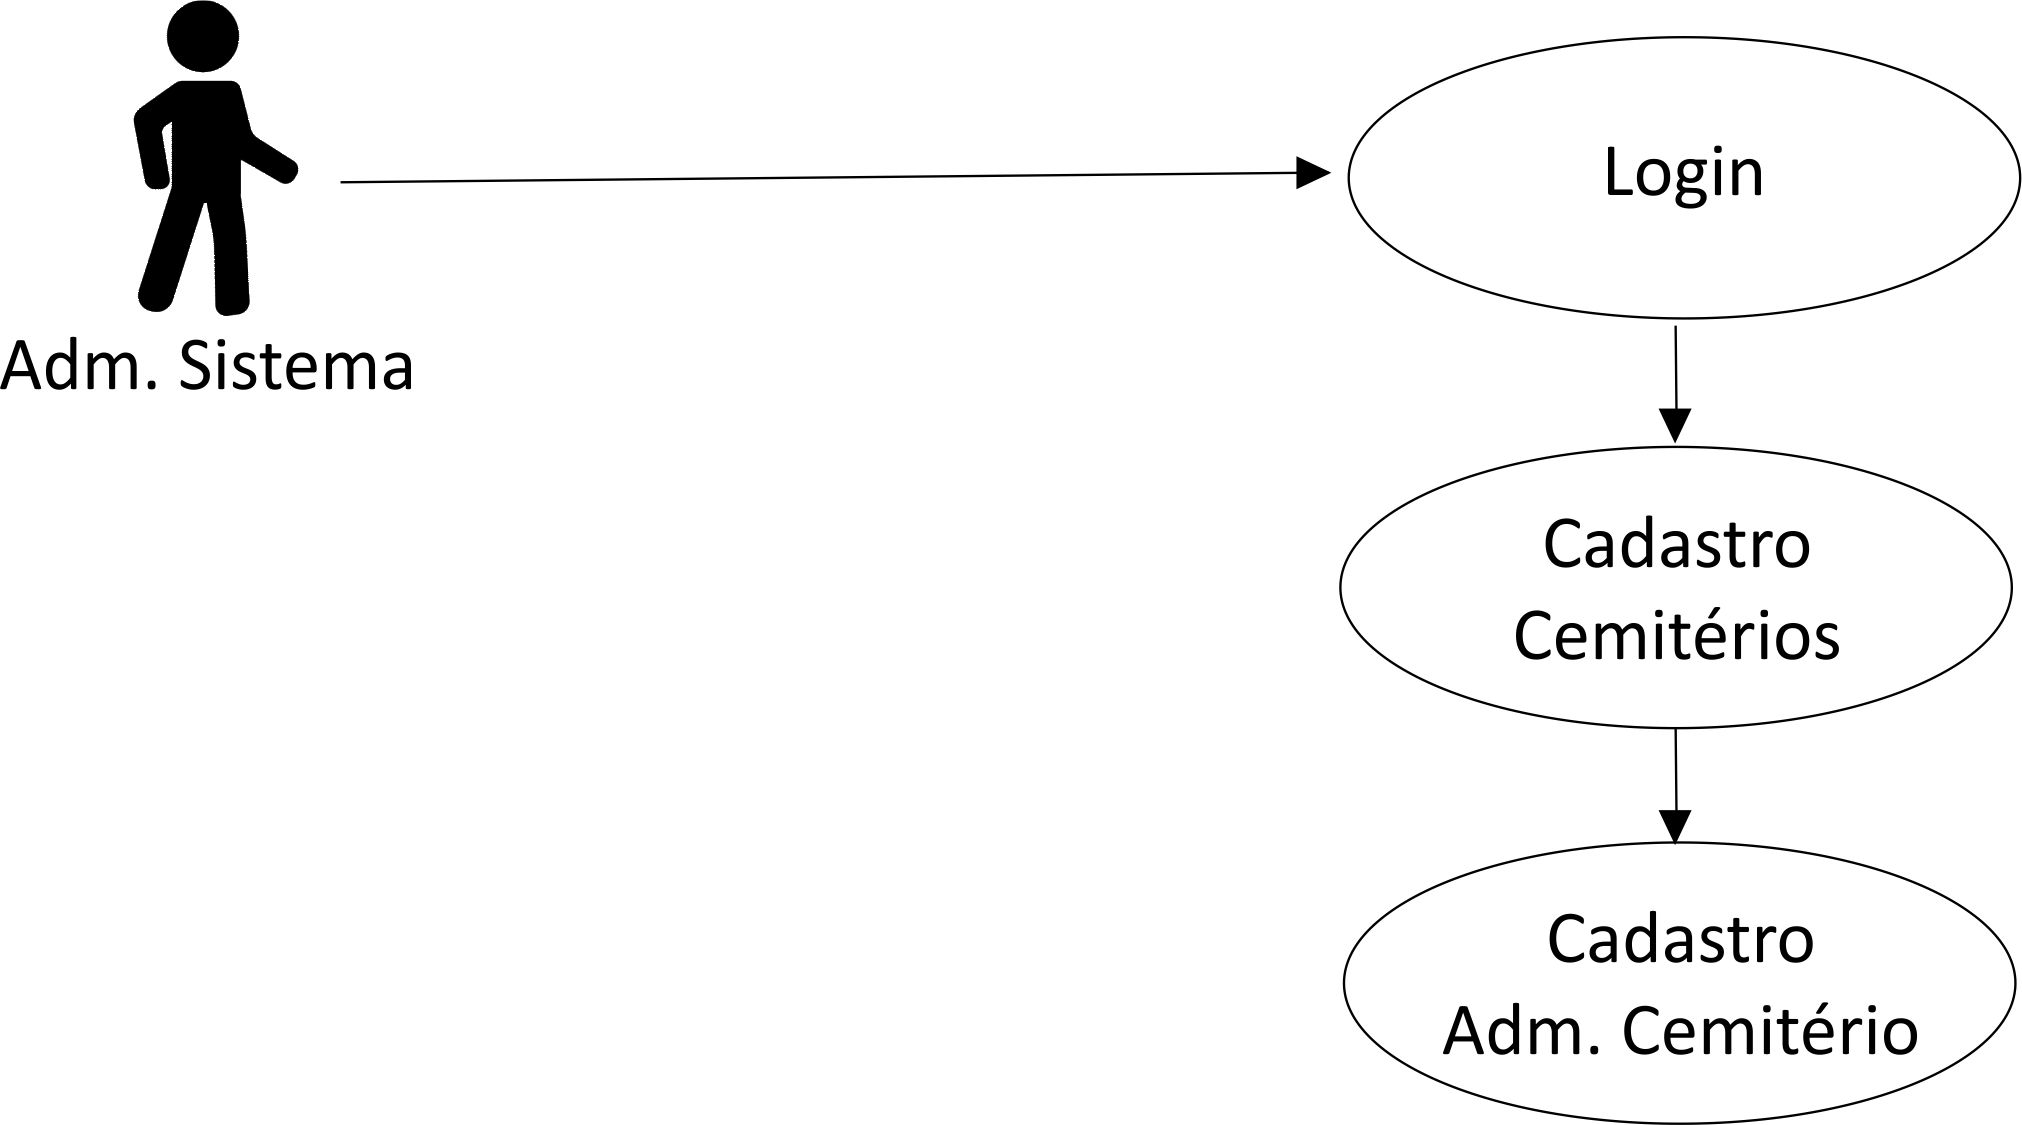 Login
Adm. Sistema
Cadastro
Cemitérios
Cadastro
Adm. Cemitério